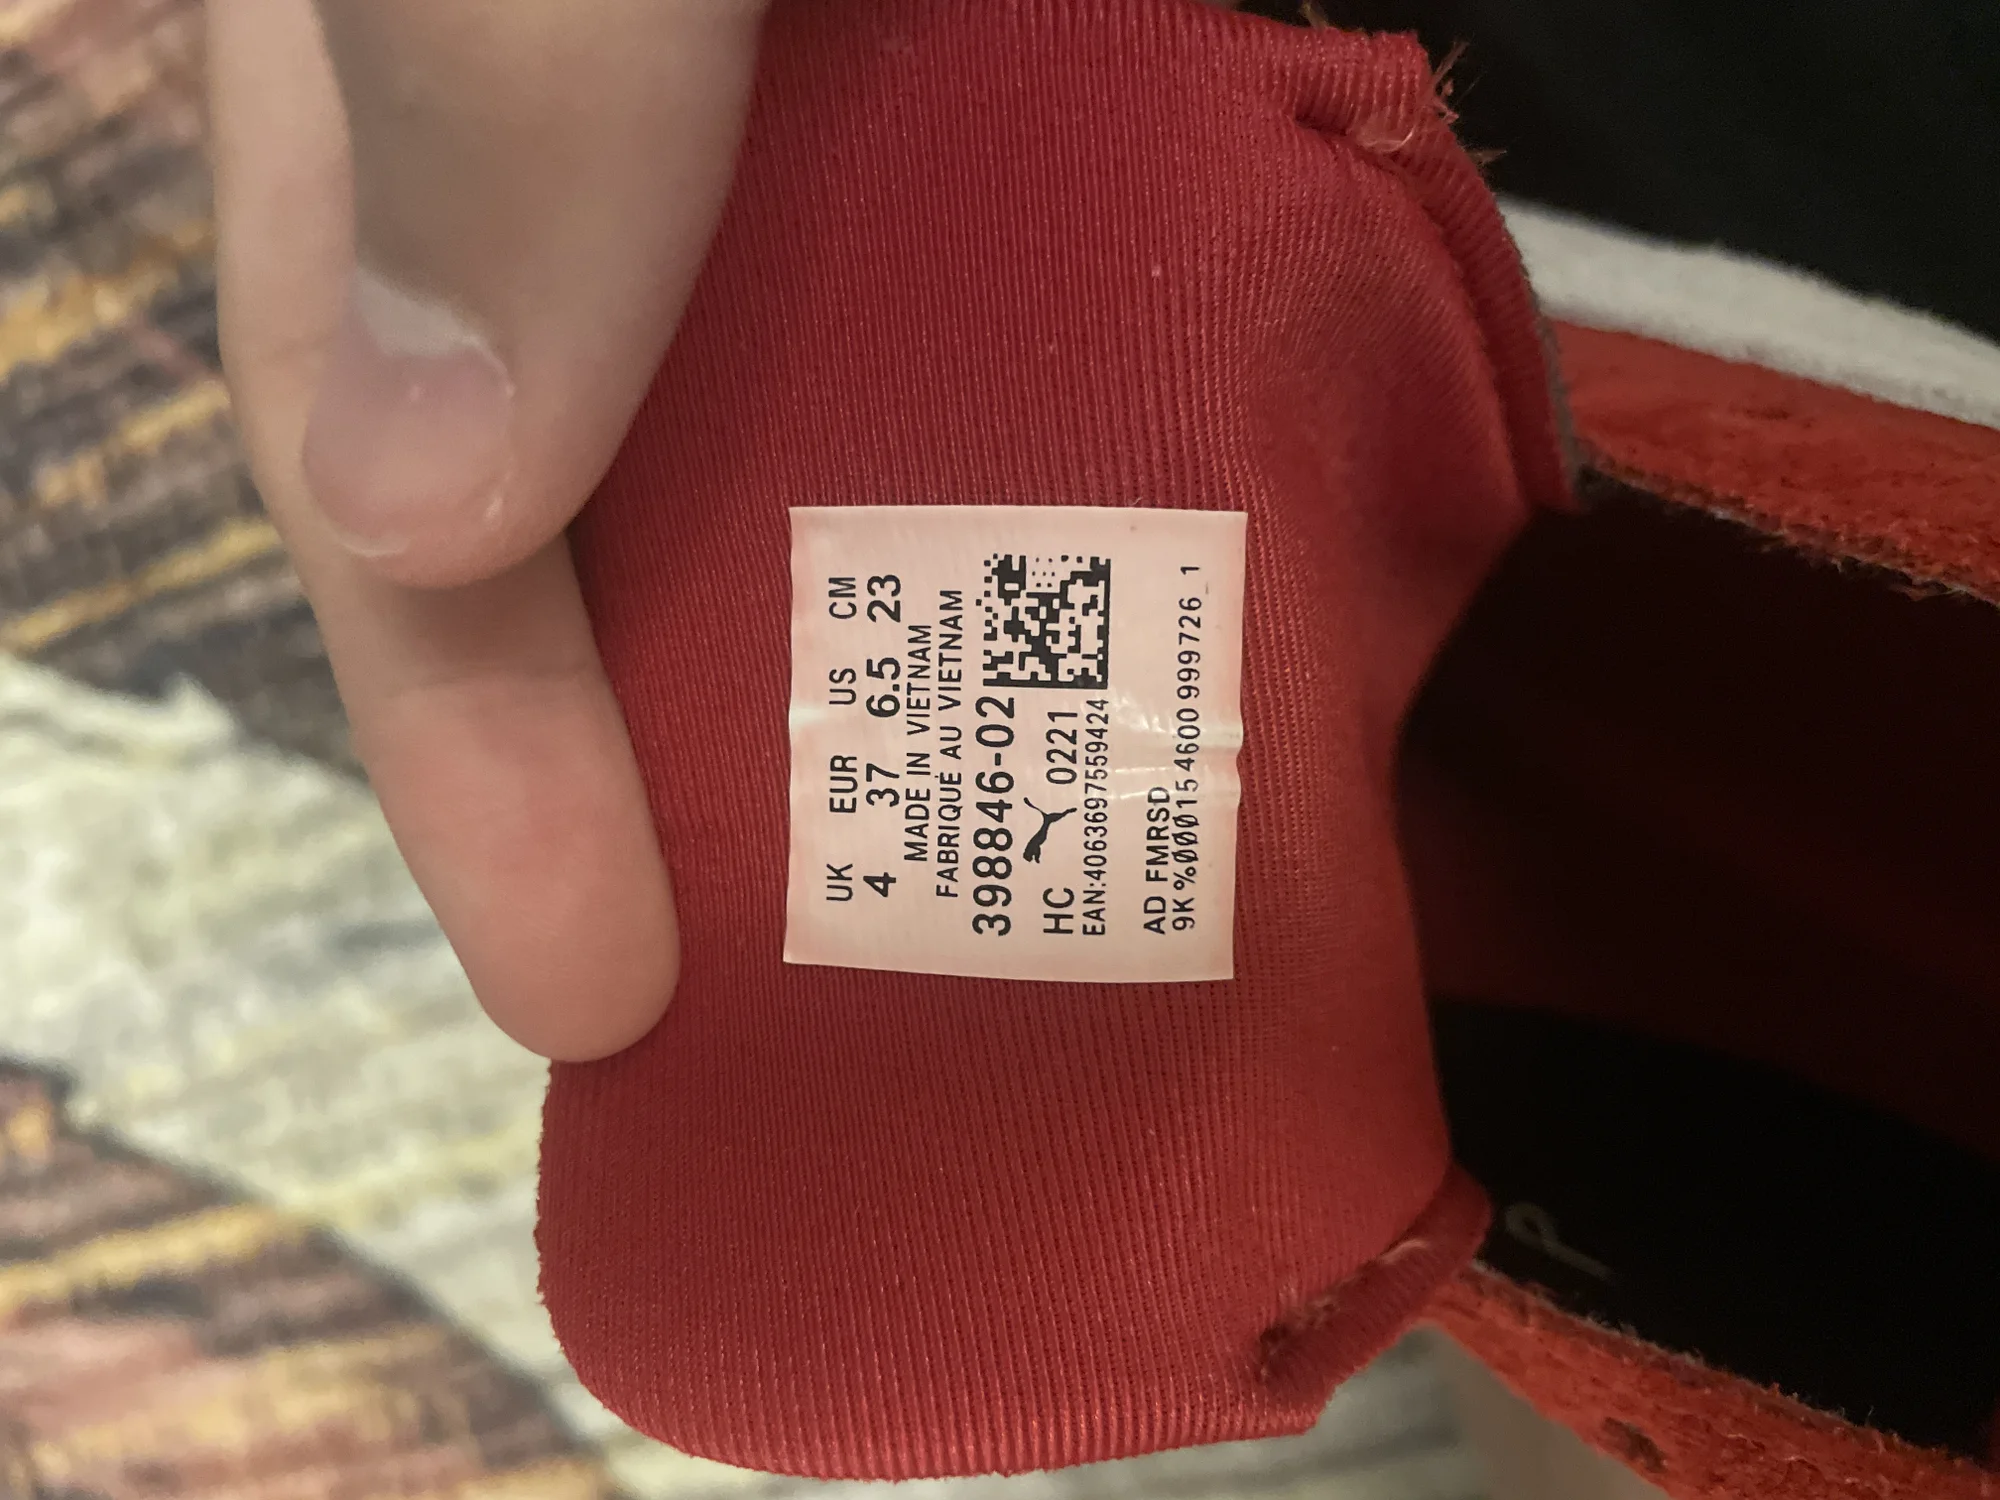 UK EUR US CM
4 37 6.5 23
MADE IN VIETNAM
FABRIQUÉ AU VIETNAM
398846-02
HC 0221
EAN:4063697559424
AD FMRSD
9K%ØØØ15 4600 999726 1